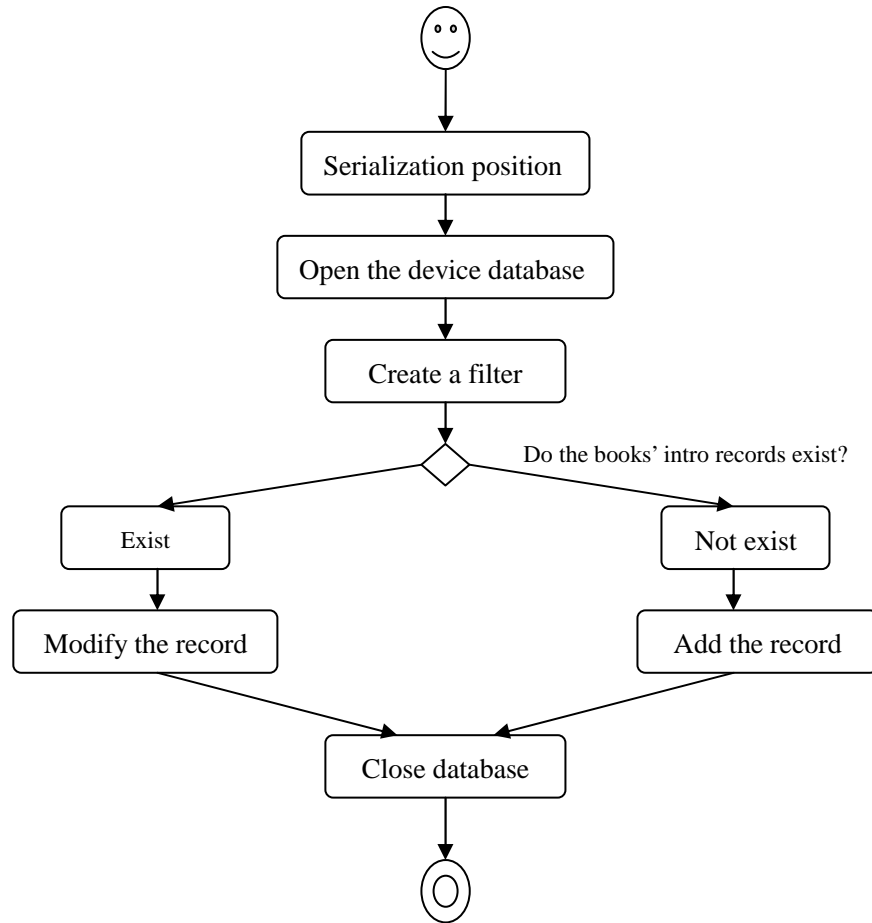 Serialization position
Open the device database
Create a filter
Do the books’ intro records exist?
Exist
Not exist
Modify the record
Add the record
Close database